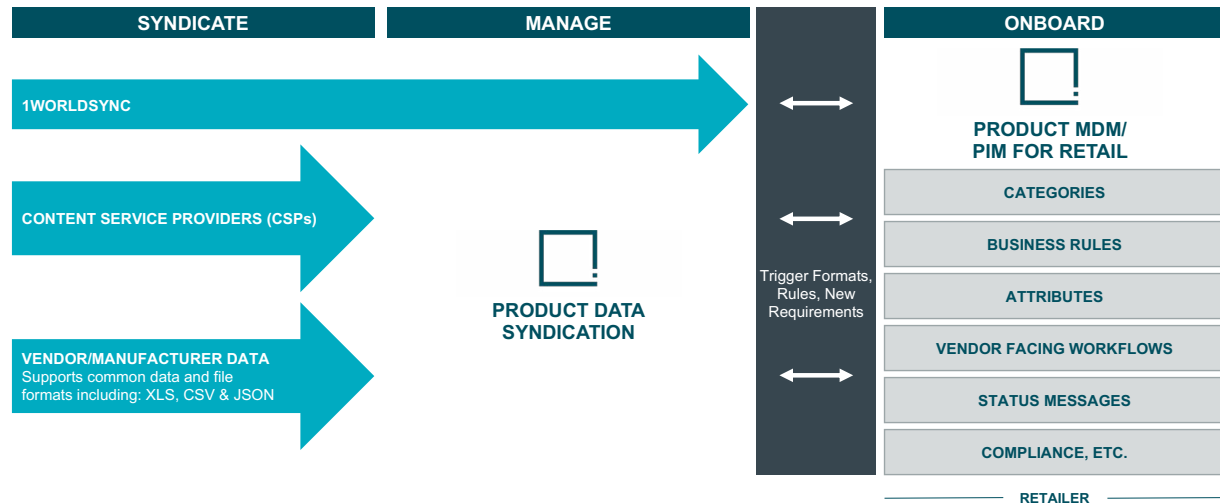 SYNDICATE
MANAGE
ONBOARD
1WORLDSYNC
CONTENT SERVICE PROVIDERS (CSPs)
VENDOR/MANUFACTURER DATA
Supports common data and file
formats including: XLS, CSV & JSON
PRODUCT DATA
SYNDICATION
Trigger Formats,
Rules, New
Requirements
PRODUCT MDM/
PIM FOR RETAIL
CATEGORIES
BUSINESS RULES
ATTRIBUTES
VENDOR FACING WORKFLOWS
STATUS MESSAGES
COMPLIANCE, ETC.
RETAILER